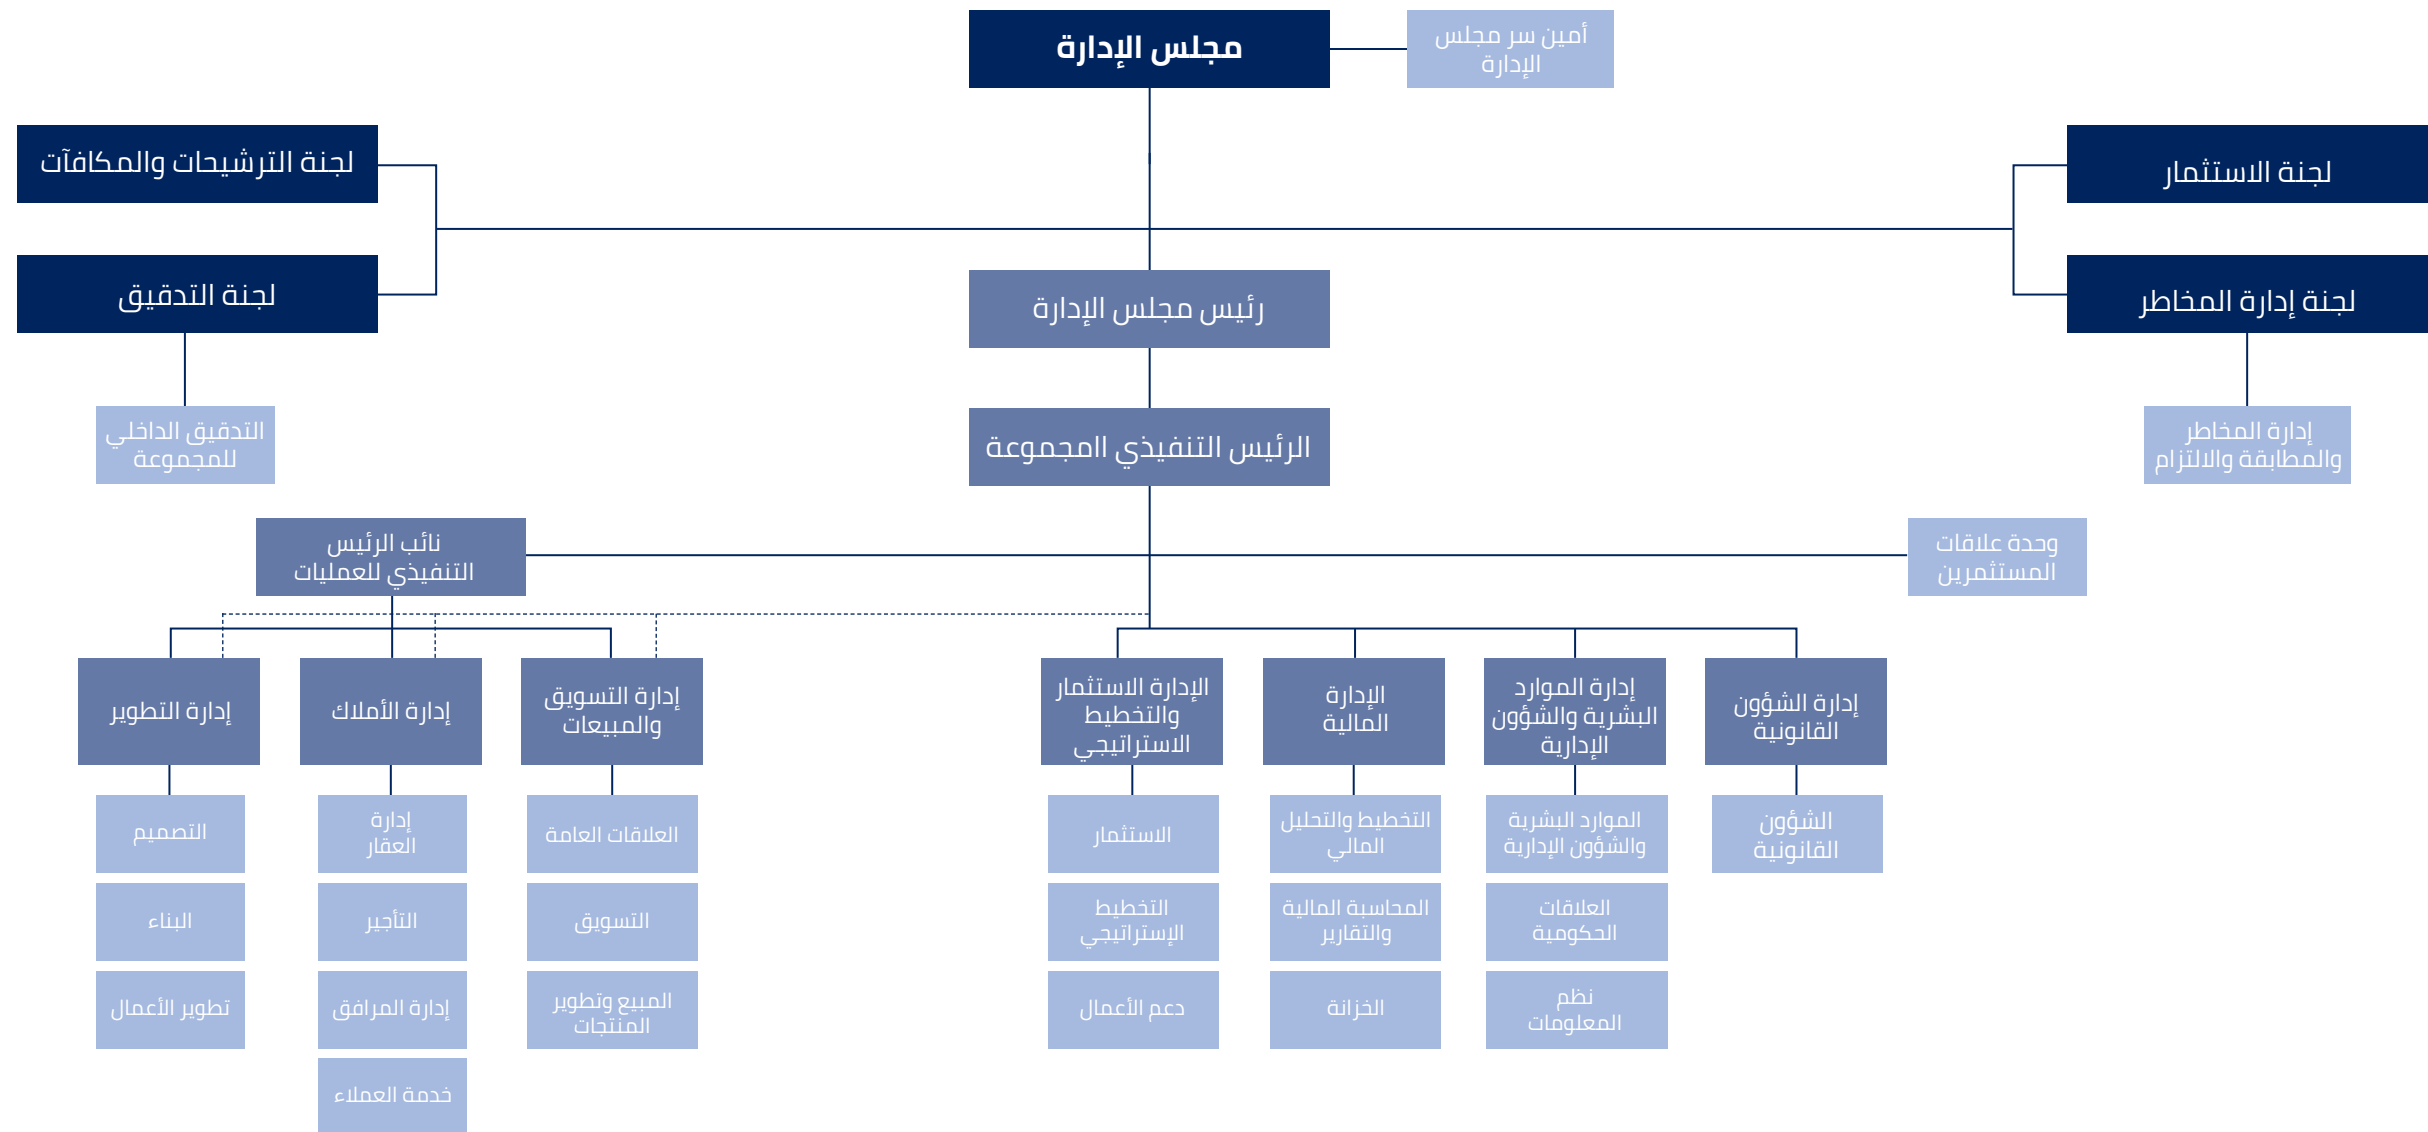 مجلس الإدارة
أمين سر مجلس
الإدارة
لجنة الاستثمار
لجنة الترشيحات والمكافآت
لجنة إدارة المخاطر
رئيس مجلس الإدارة
لجنة التدقيق
إدارة المخاطر
والمطابقة والالتزام
الرئيس التنفيذي اامجموعة
التدقيق الداخلي
للمجموعة
وحدة علاقات
المستثمرين
نائب الرئيس
التنفيذي للعمليات
إدارة الشؤون
القانونية
إدارة الموارد
البشرية والشؤون
الإدارية
الإدارة
المالية
الإدارة الاستثمار
والتخطيط
الاستراتيجي
إدارة التسويق
والمبيعات
إدارة الأملاك
إدارة التطوير
الشؤون
القانونية
الموارد البشرية
والشؤون الإدارية
التخطيط والتحليل
المالي
الاستثمار
العلاقات العامة
إدارة
العقار
التصميم
العلاقات
الحكومية
المحاسبة المالية
والتقارير
التخطيط
الإستراتيجي
التسويق
التأجير
البناء
نظم
المعلومات
الخزانة
دعم الأعمال
المبيع وتطوير
المنتجات
إدارة المرافق
تطوير الأعمال
خدمة العملاء